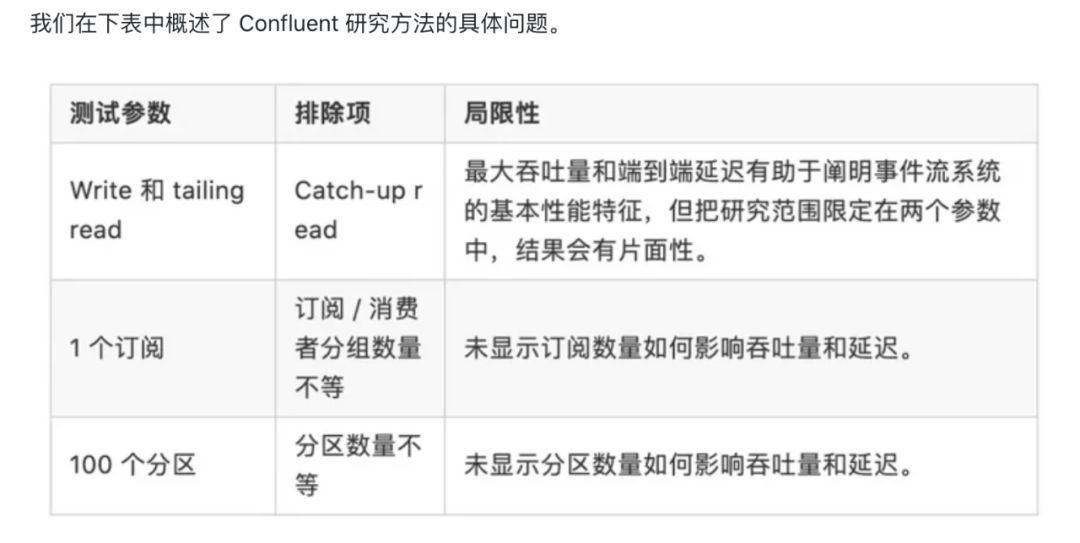 我们在下表中概述了 Confluent 研究方法的具体问题。
测试参数
排除项
局限性
Write 和 tailing
read
Catch-up r
ead
最大吞吐量和端到端延迟有助于阐明事件流系统
的基本性能特征，但把研究范围限定在两个参数
中，结果会有片面性。
1 个订阅
订阅 / 消费
者分组数量
不等
未显示订阅数量如何影响吞吐量和延迟。
100 个分区
分区数量不
等
未显示分区数量如何影响吞吐量和延迟。